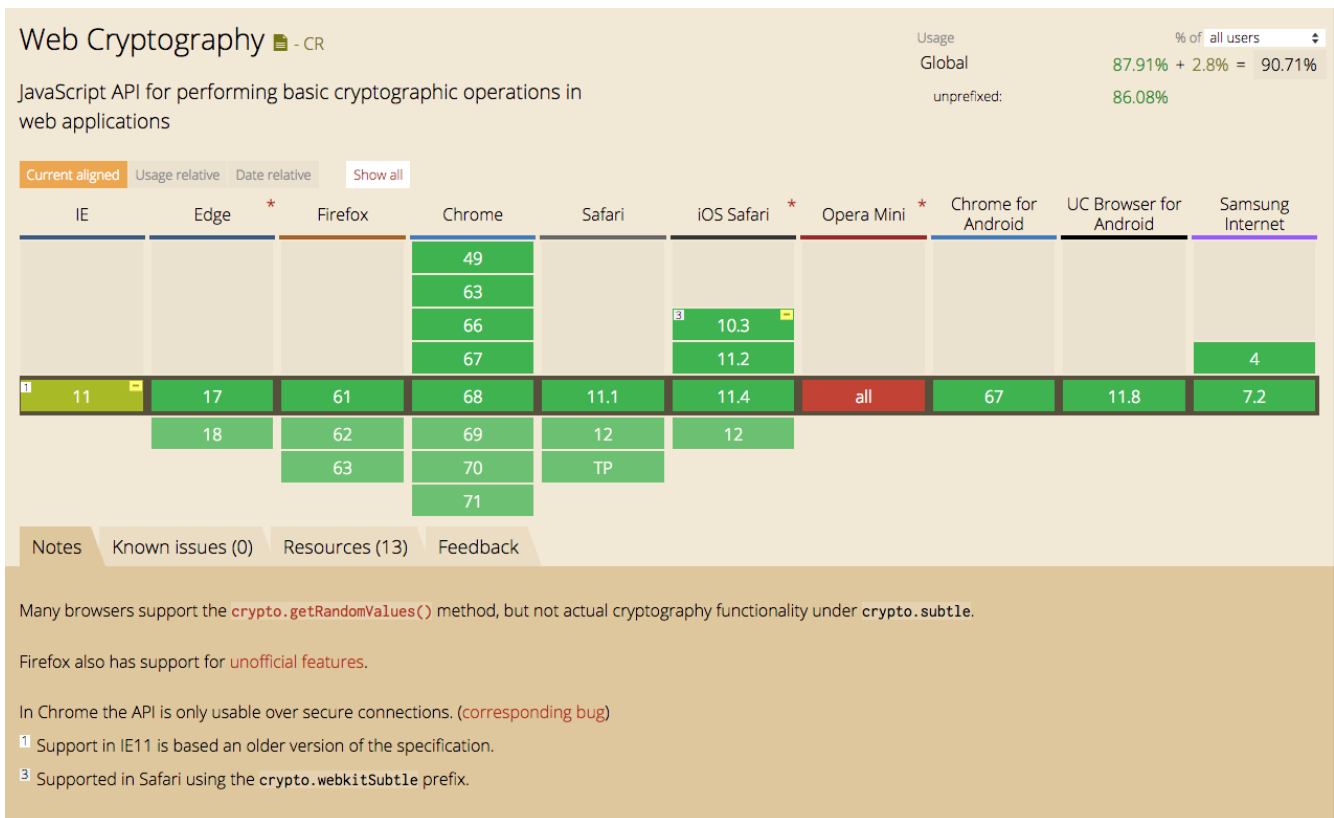 Web Cryptography - CR
Usage % of all users
Global 87.91% + 2.8% = 90.71%
unprefixed: 86.08%
JavaScript API for performing basic cryptographic operations in
web applications
Current aligned Usage relative Date relative Show all
IE Edge * Firefox Chrome Safari iOS Safari * Opera Mini * Chrome for Android UC Browser for Android Samsung Internet
49
63
3 66 10.3 -
67 11.2 4
1 11 - 17 61 68 11.1 11.4 all 67 11.8 7.2
18 62 69 12 12
63 70 TP
71
Notes Known issues (0) Resources (13) Feedback
Many browsers support the crypto.getRandomValues() method, but not actual cryptography functionality under crypto.subtle.
Firefox also has support for unofficial features.
In Chrome the API is only usable over secure connections. (corresponding bug)
1 Support in IE11 is based an older version of the specification.
3 Supported in Safari using the crypto.webkitSubtle prefix.